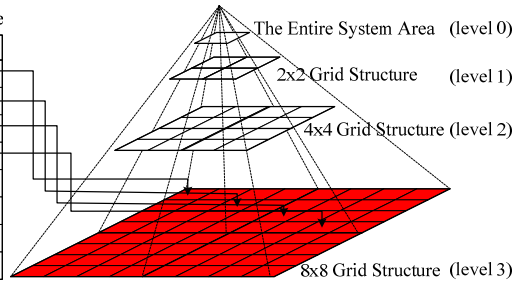 e
The Entire System Area (level 0)
2x2 Grid Structure (level 1)
4x4 Grid Structure (level 2)
8x8 Grid Structure (level 3)